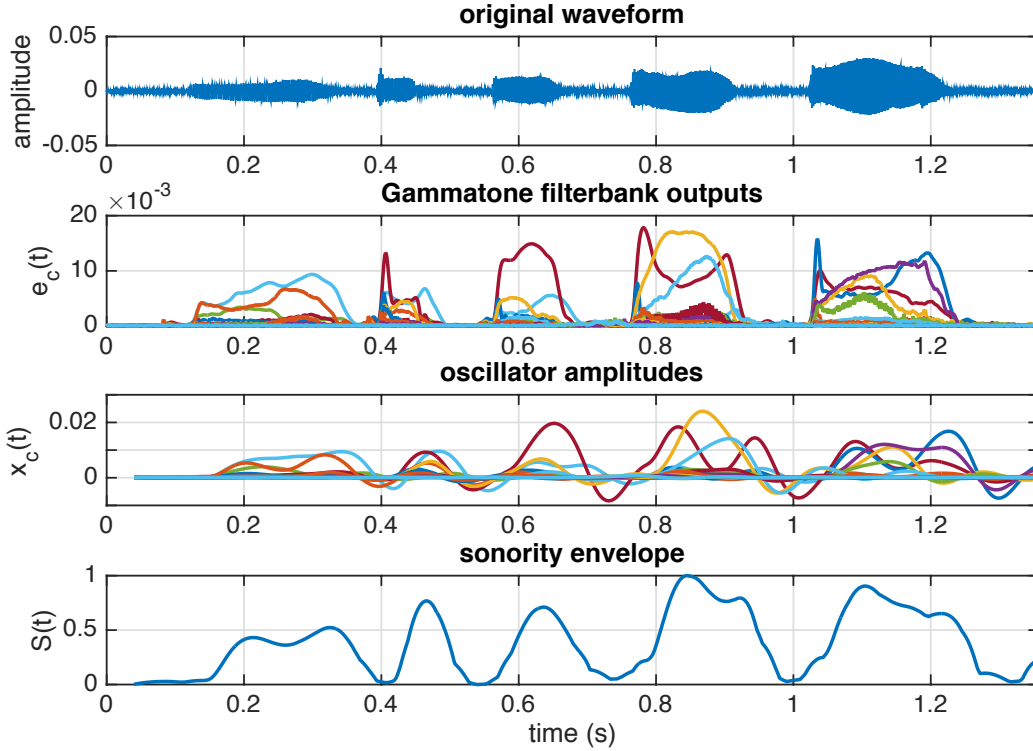 original waveform
amplitude
0.05
0
-0.05
0 0.2 0.4 0.6 0.8 1 1.2
Gammatone filterbank outputs
×10⁻³
e_c(t)
20
10
0
0 0.2 0.4 0.6 0.8 1 1.2
oscillator amplitudes
x_c(t)
0.02
0
0 0.2 0.4 0.6 0.8 1 1.2
sonority envelope
S(t)
1
0.5
0
0 0.2 0.4 0.6 0.8 1 1.2
time (s)